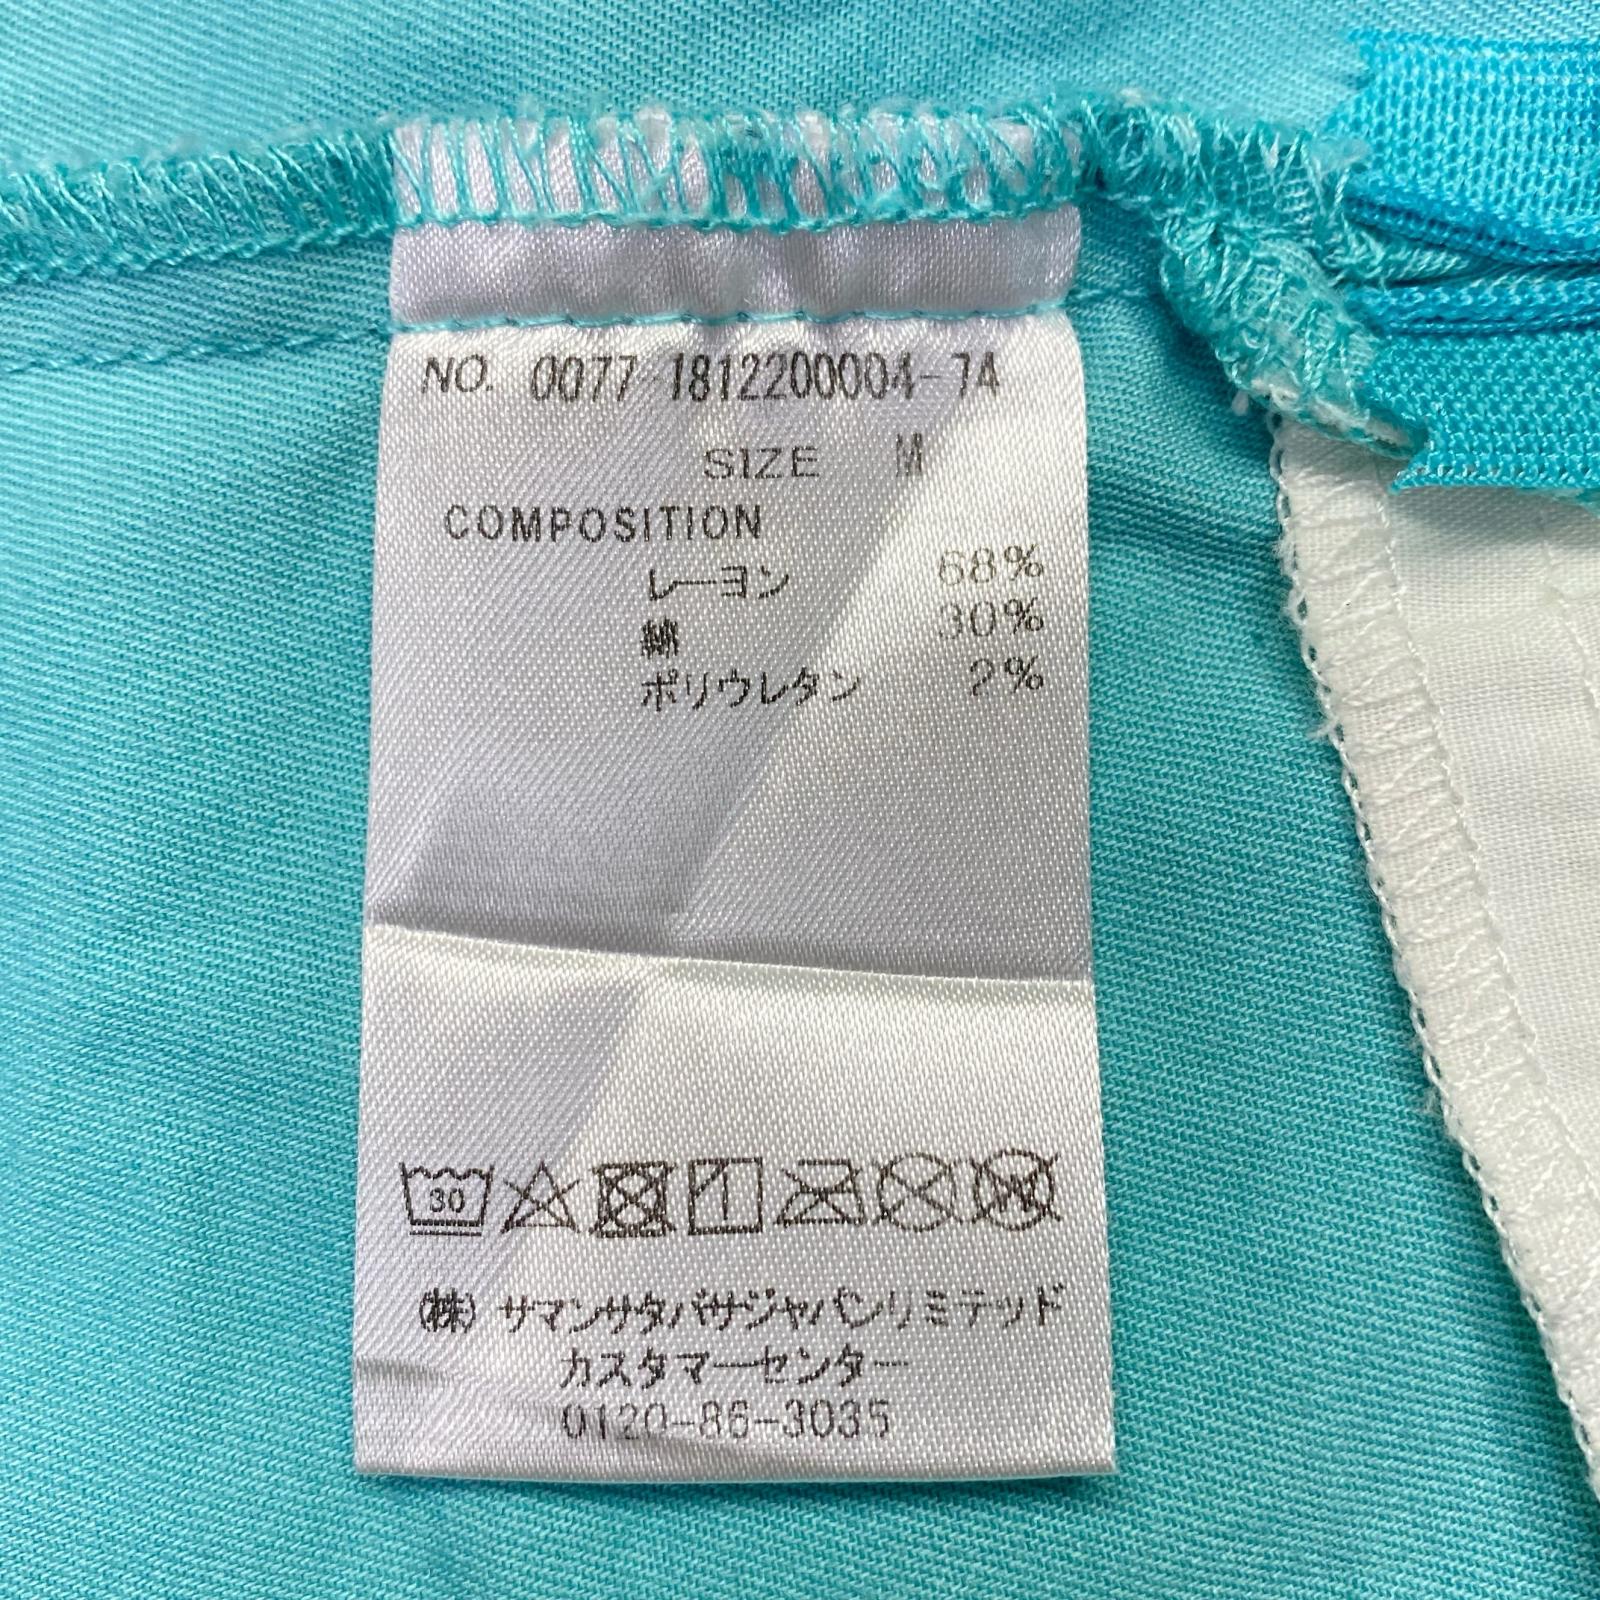 NO. 0077 1812200004-74
SIZE M
COMPOSITION
レーヨン 68%
綿 30%
ポリウレタン 2%
30
(株) サマンサタバサジャパンリミテッド
カスタマーセンター
0120-86-3035